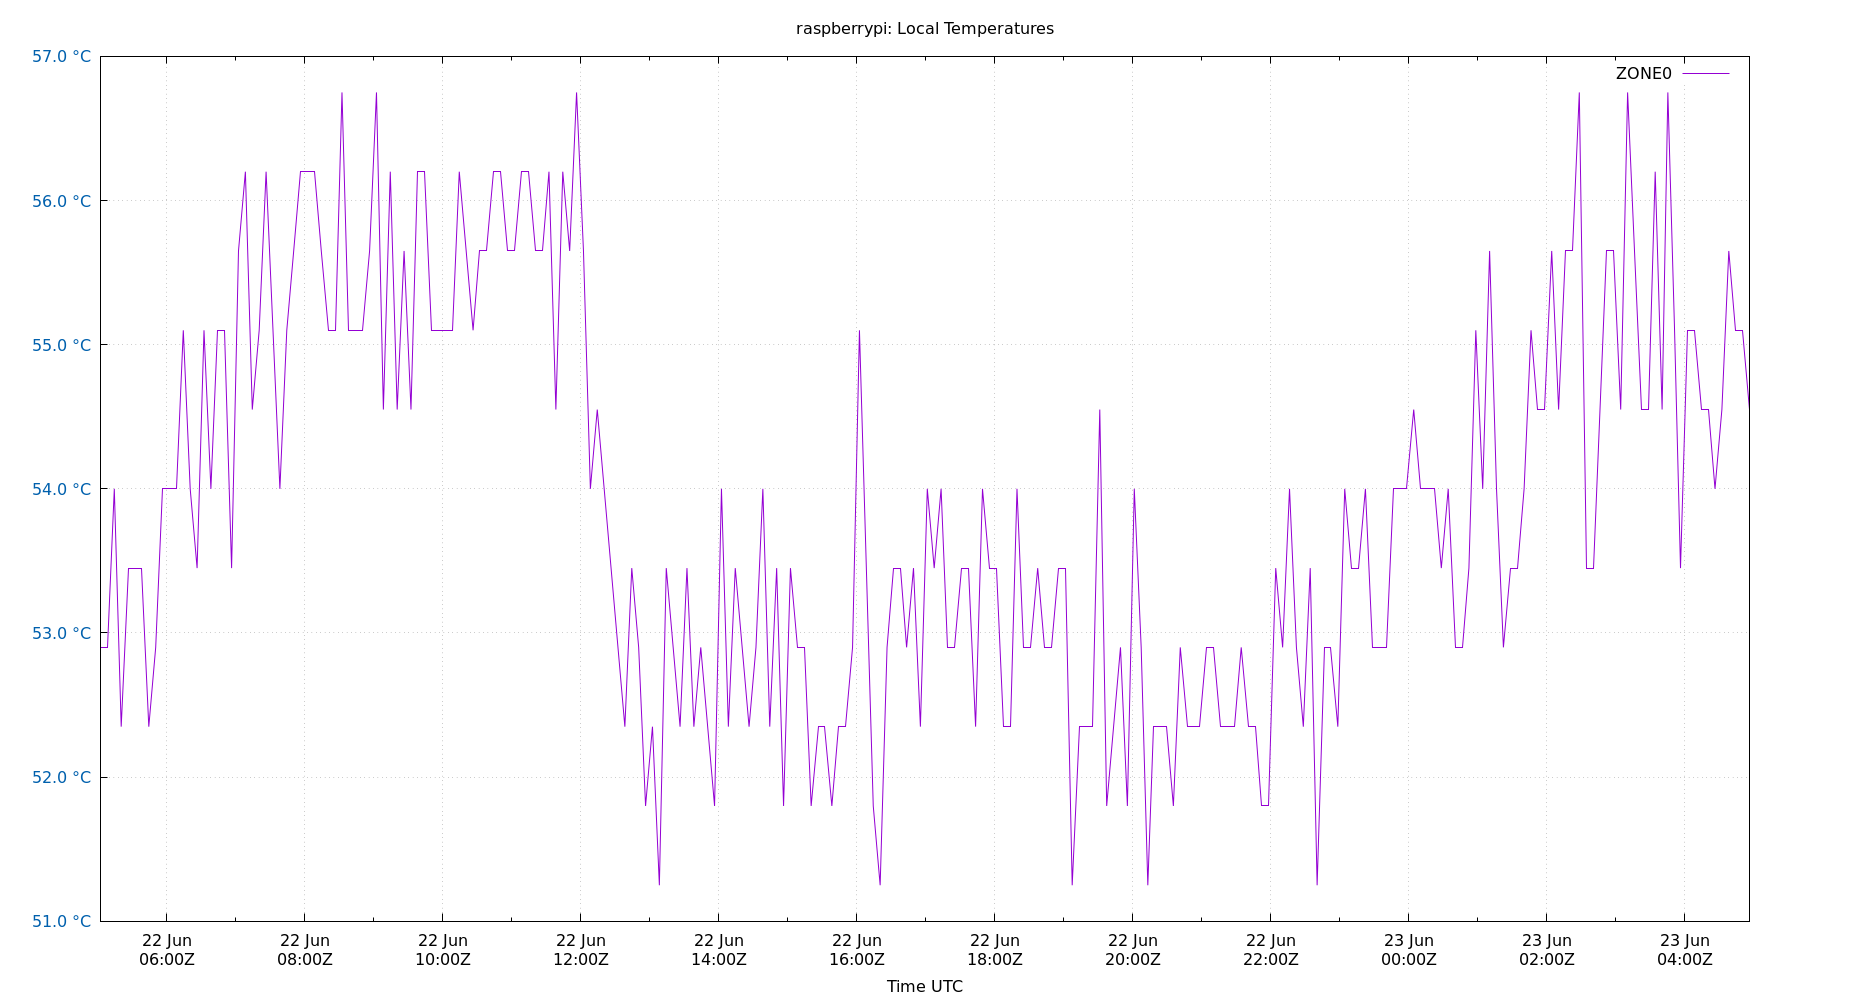 raspberrypi: Local Temperatures
57.0 °C
ZONE0
56.0 °C
55.0 °C
54.0 °C
53.0 °C
52.0 °C
51.0 °C
22 Jun 22 Jun 22 Jun 22 Jun 22 Jun 22 Jun 22 Jun 22 Jun 22 Jun 23 Jun 23 Jun 23 Jun
06:00Z 08:00Z 10:00Z 12:00Z 14:00Z 16:00Z 18:00Z 20:00Z 22:00Z 00:00Z 02:00Z 04:00Z
Time UTC